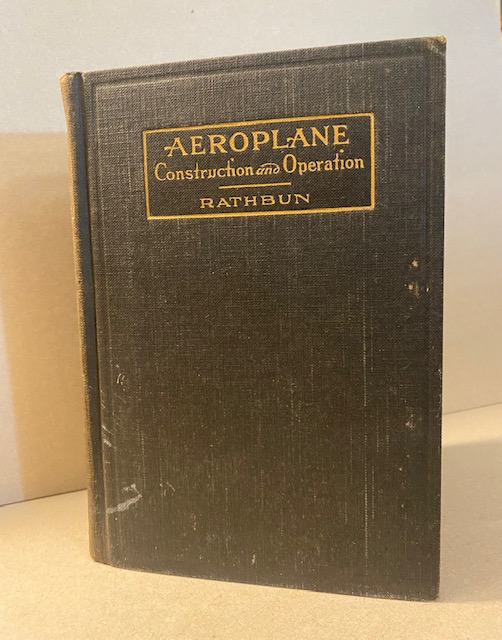 AEROPLANE
Construction and Operation
RATHBUN